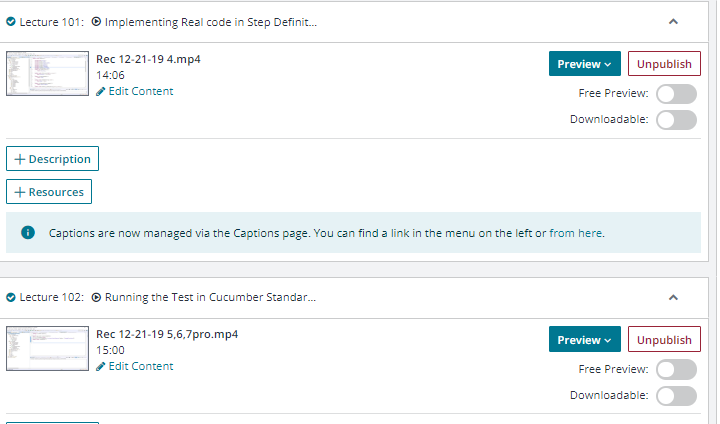 Lecture 101: Implementing Real code in Step Definit...
Rec 12-21-19 4.mp4
14:06
Edit Content
Preview
Unpublish
Free Preview:
Downloadable:
+ Description
+ Resources
Captions are now managed via the Captions page. You can find a link in the menu on the left or from here.
Lecture 102: Running the Test in Cucumber Standar...
Rec 12-21-19 5,6,7pro.mp4
15:00
Edit Content
Preview
Unpublish
Free Preview:
Downloadable: